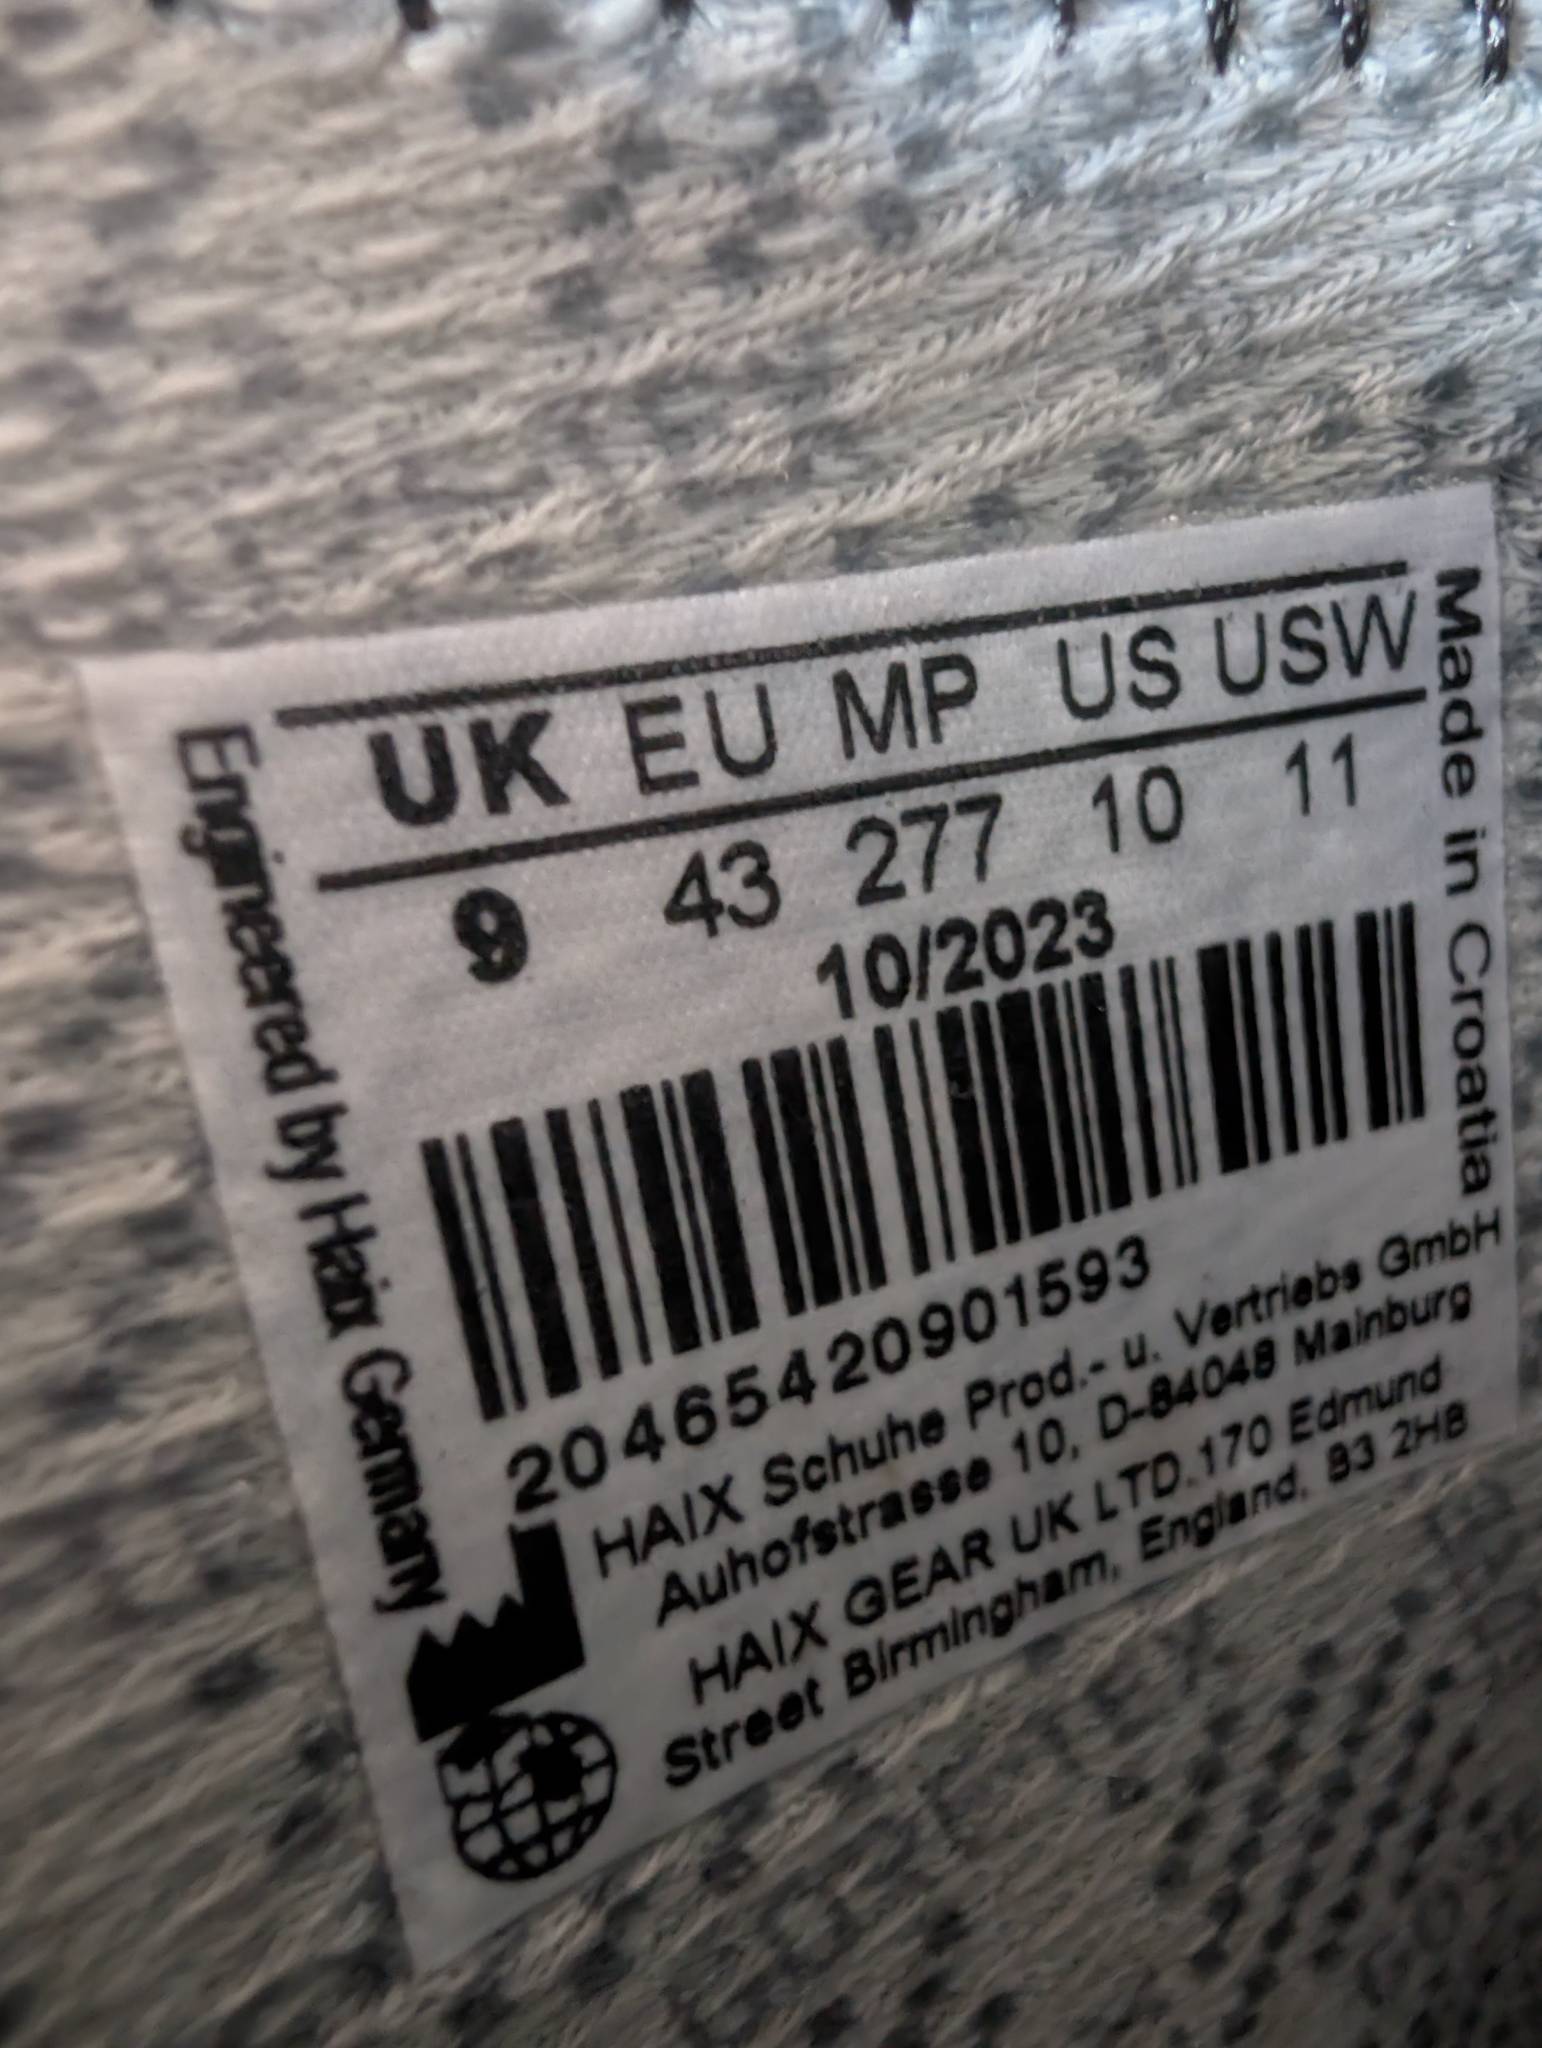 UK EU MP US USW
9 43 277 10 11
10/2023
20465420901593
HAIX Schuhe Prod.- u. Vertriebs GmbH
Auhofstrasse 10, D-84048 Mainburg
HAIX GEAR UK LTD.170 Edmund
Street Birmingham, England, B3 2HB
Engineered by Haix Germany
Made in Croatia